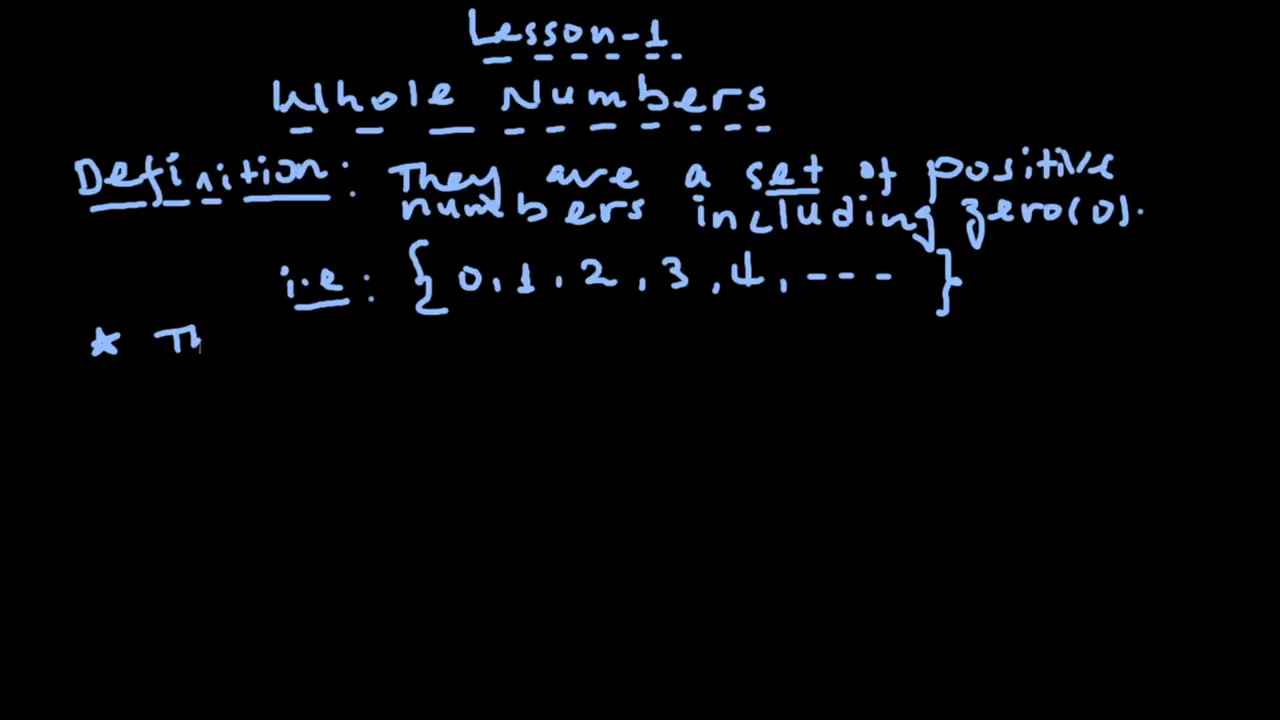 Lesson-1
Whole Numbers
Definition: They are a set of positive
numbers including zero(0).
i.e: { 0, 1, 2, 3, 4, --- }
* Th